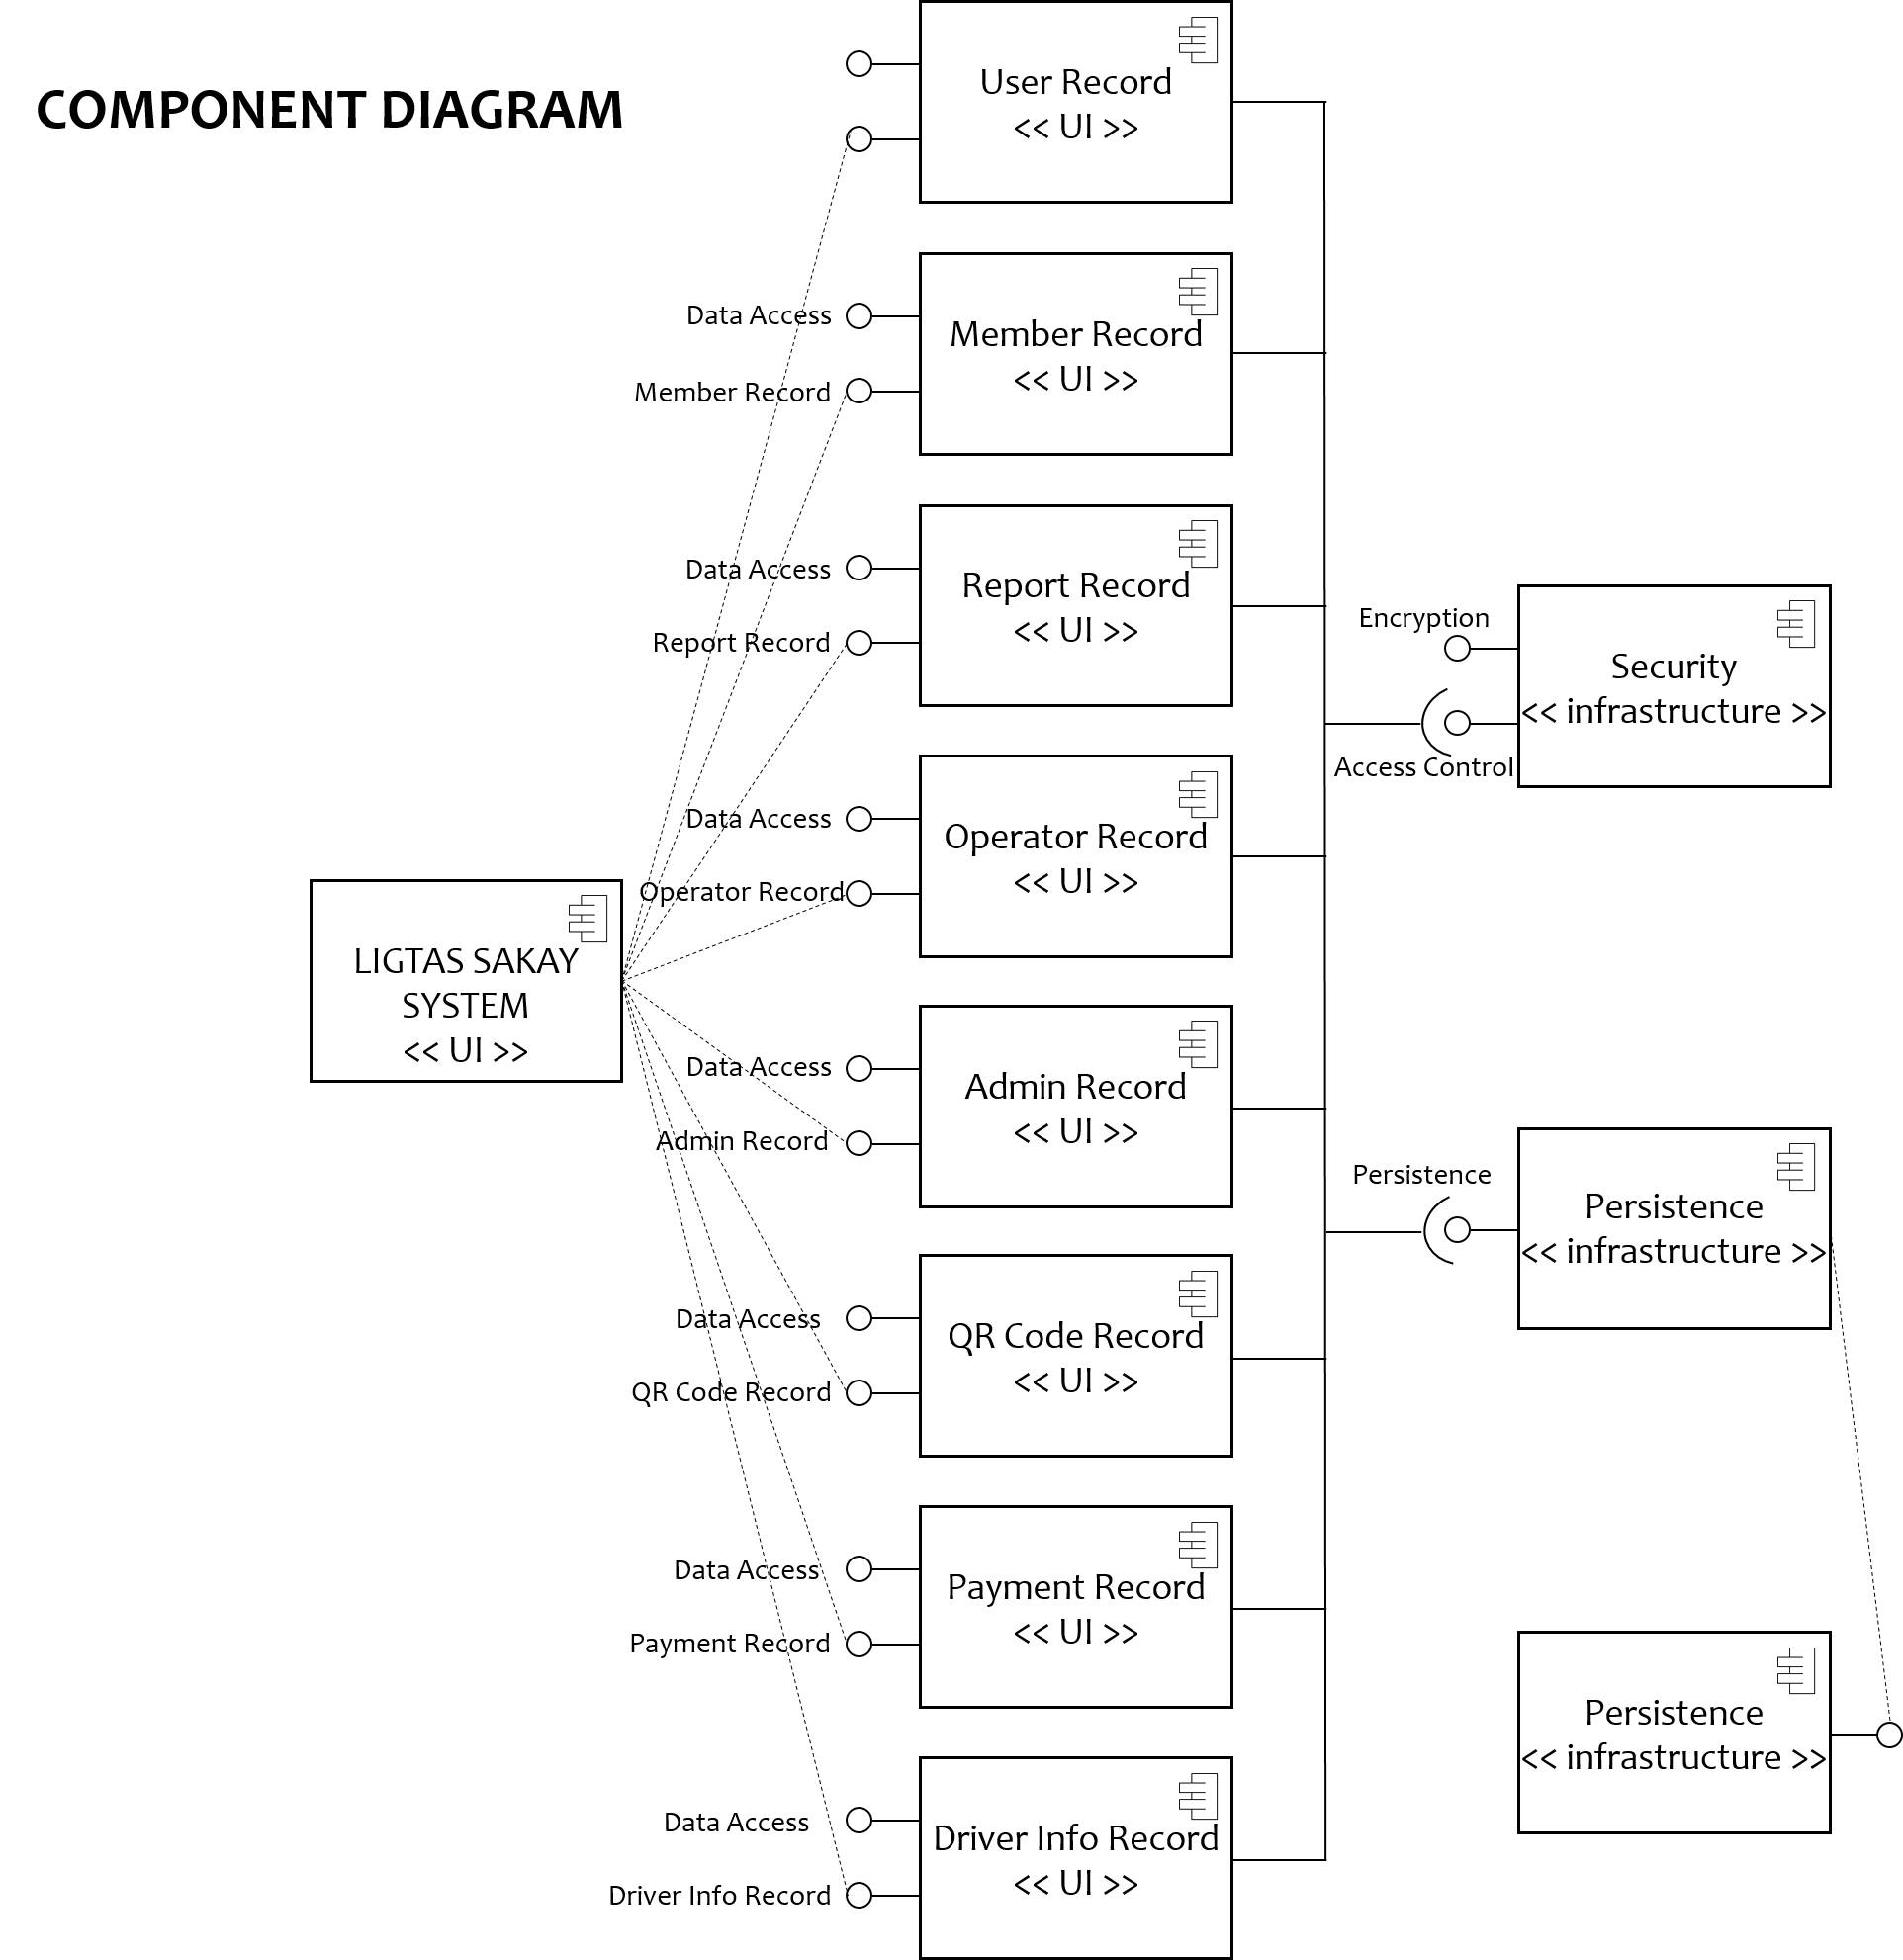 COMPONENT DIAGRAM
User Record
<< UI >>
Data Access
Member Record
Member Record
<< UI >>
Data Access
Report Record
Report Record
<< UI >>
Data Access
Operator Record
Operator Record
<< UI >>
LIGTAS SAKAY
SYSTEM
<< UI >>
Data Access
Admin Record
Admin Record
<< UI >>
Data Access
QR Code Record
QR Code Record
<< UI >>
Data Access
Payment Record
Payment Record
<< UI >>
Data Access
Driver Info Record
Driver Info Record
<< UI >>
Encryption
Access Control
Security
<< infrastructure >>
Persistence
Persistence
<< infrastructure >>
Persistence
<< infrastructure >>